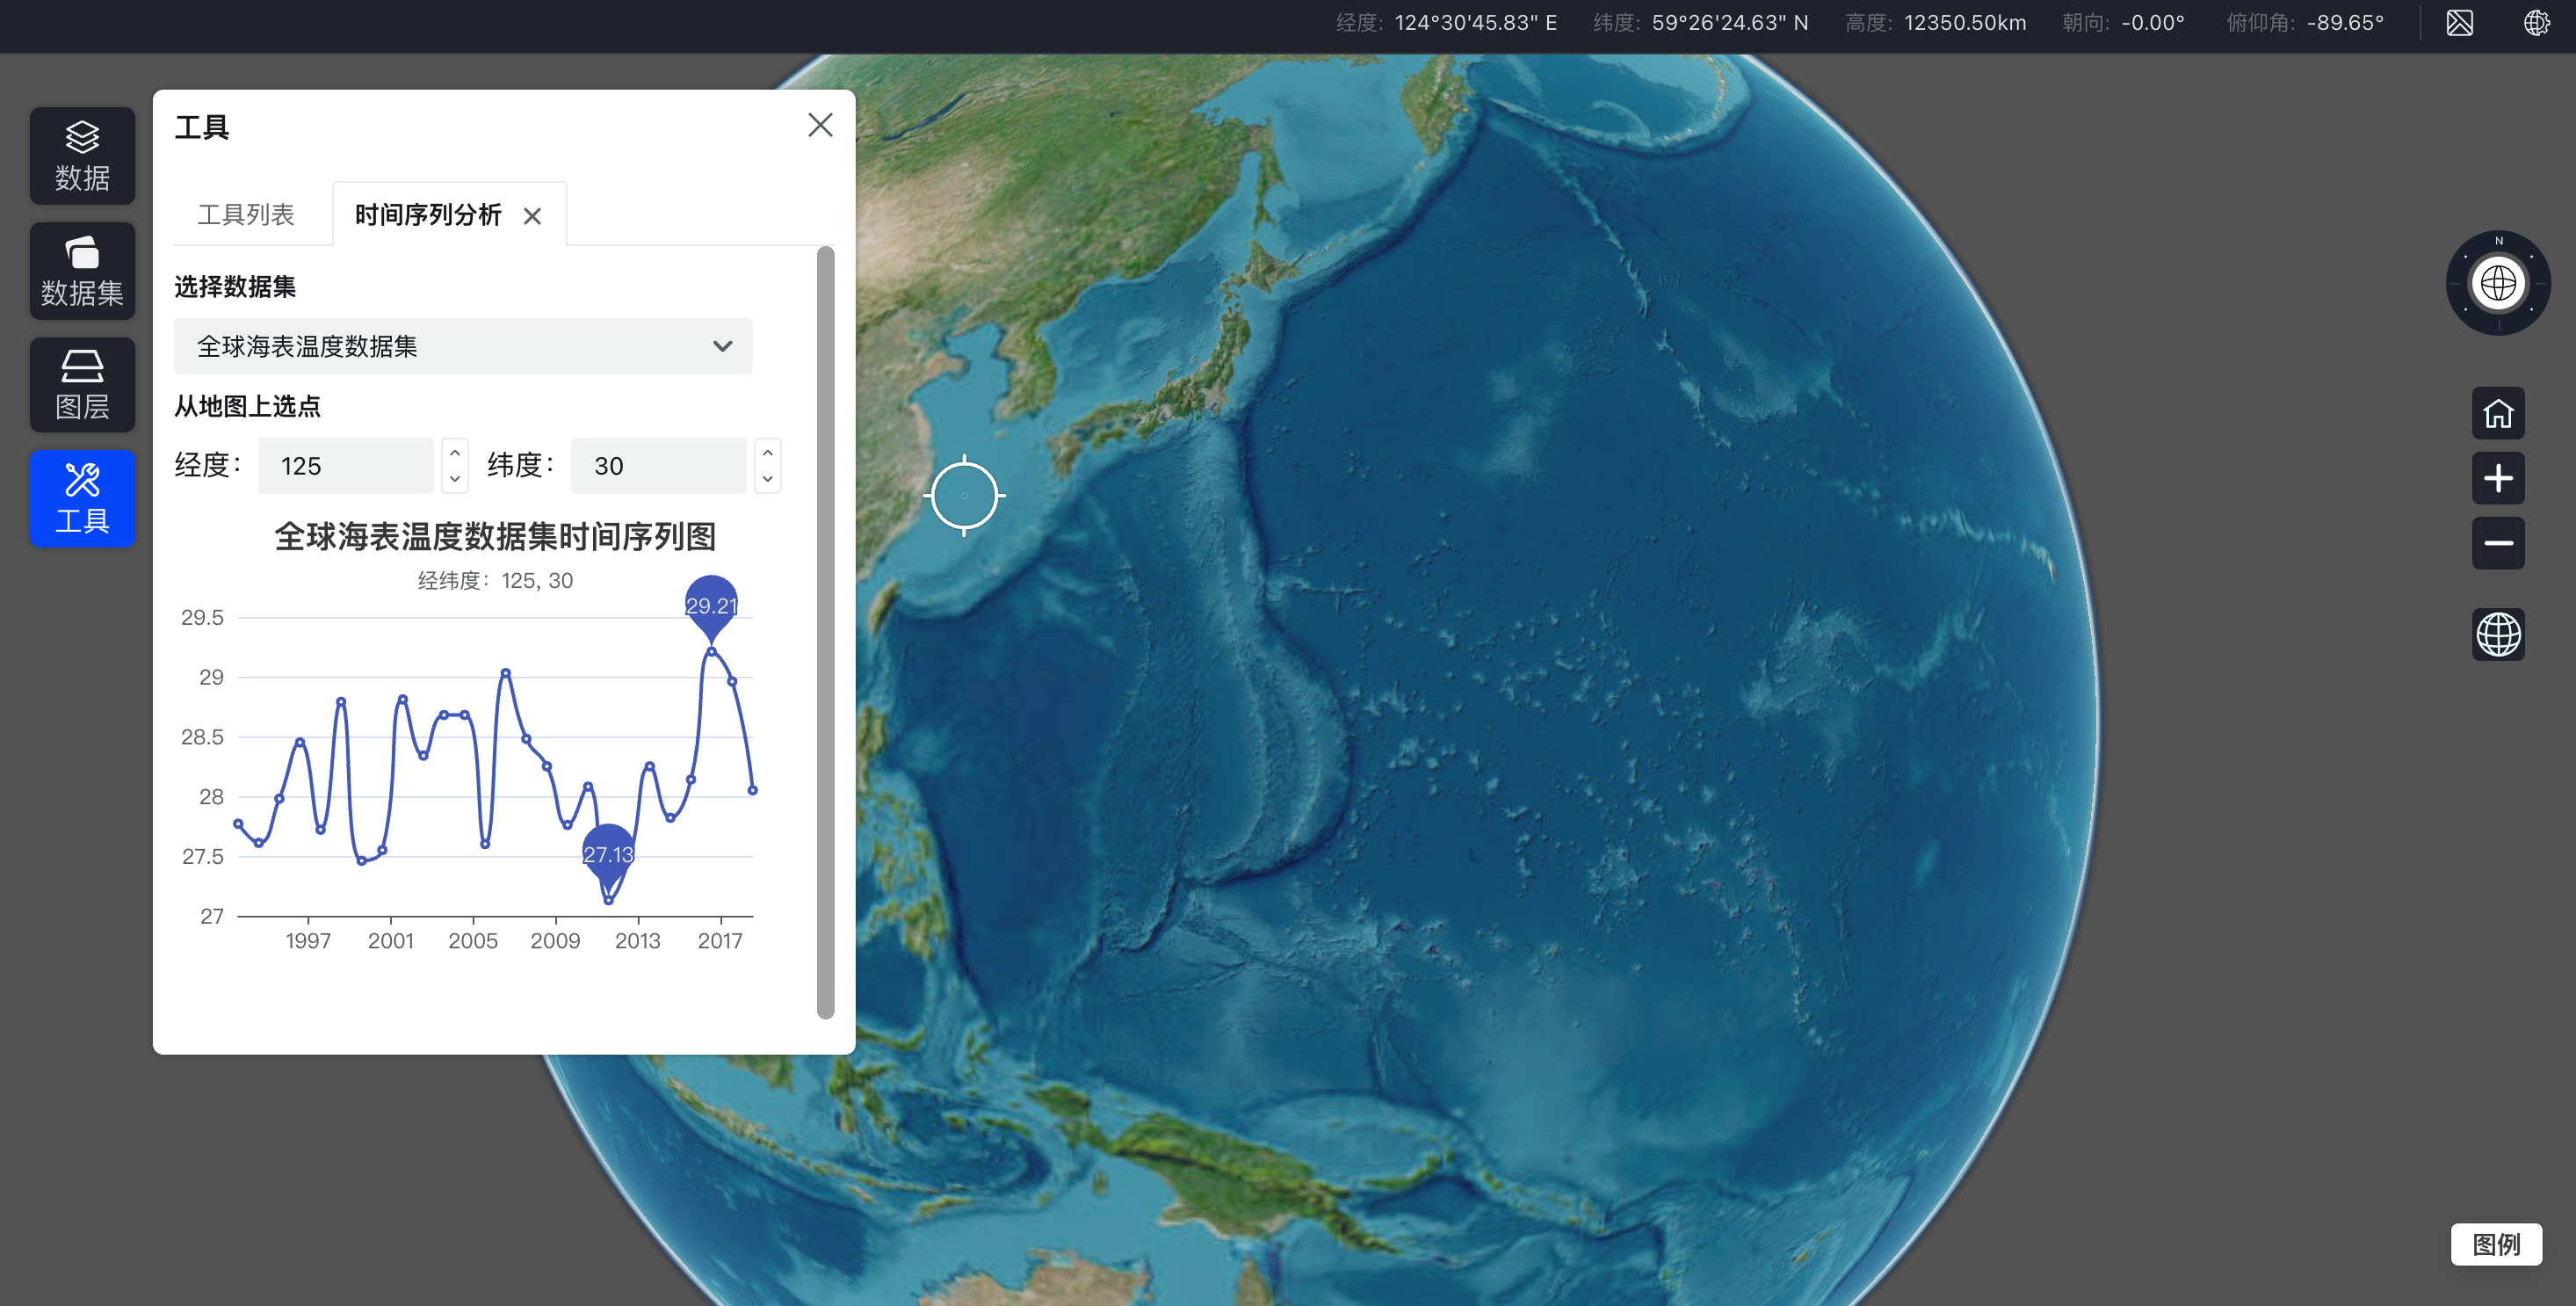 经度: 124°30'45.83" E 纬度: 59°26'24.63" N 高度: 12350.50km 朝向: -0.00° 俯仰角: -89.65°
数据
数据集
图层
工具
工具
工具列表 时间序列分析
选择数据集
全球海表温度数据集
从地图上选点
经度： 125 纬度： 30
全球海表温度数据集时间序列图
经纬度：125, 30
29.5
29
28.5
28
27.5
27
29.21
27.13
1997 2001 2005 2009 2013 2017
N
图例